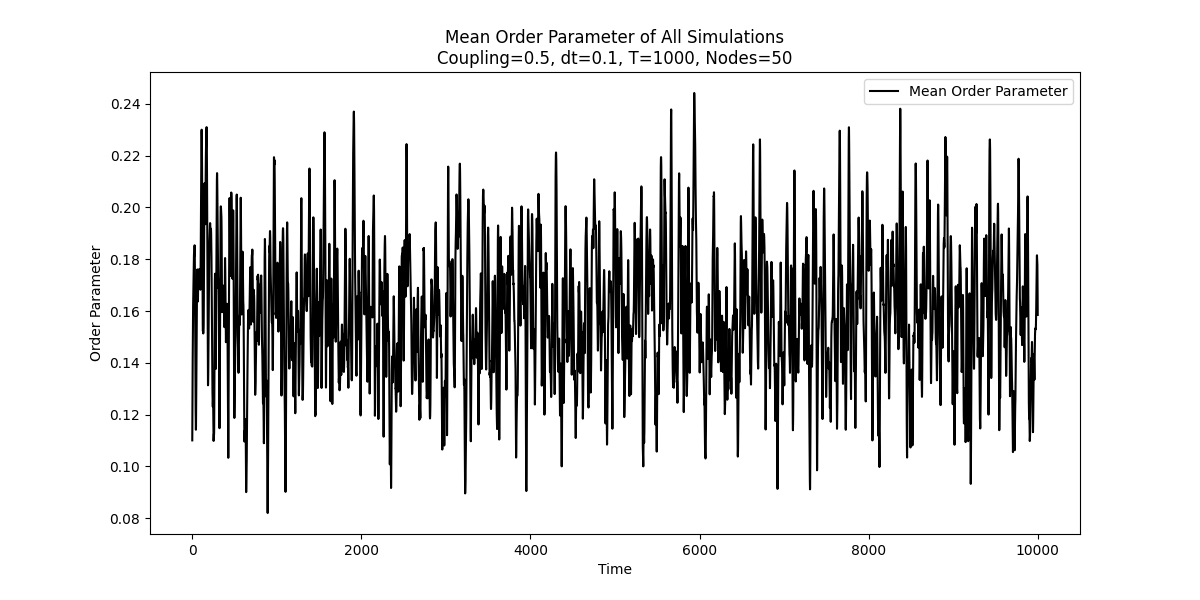 Mean Order Parameter of All Simulations
Coupling=0.5, dt=0.1, T=1000, Nodes=50
Mean Order Parameter
0.24
0.22
0.20
0.18
0.16
0.14
0.12
0.10
0.08
Order Parameter
0 2000 4000 6000 8000 10000
Time